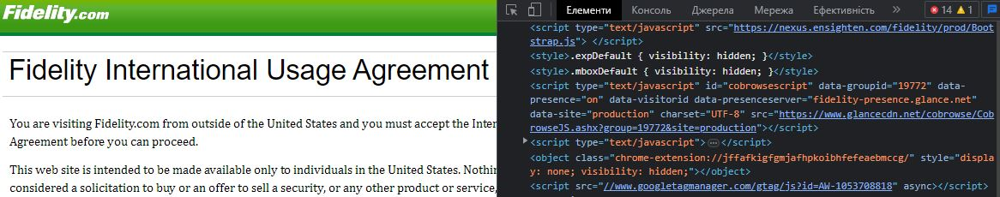 Fidelity.com
Fidelity International Usage Agreement
You are visiting Fidelity.com from outside of the United States and you must accept the Inter
Agreement before you can proceed.
This web site is intended to be made available only to individuals in the United States. Nothin
considered a solicitation to buy or an offer to sell a security, or any other product or service,
Елементи Консоль Джерела Мережа Ефективність » 14 1
<script type="text/javascript" src="https://nexus.ensighten.com/fidelity/prod/Boot
strap.js"> </script>
<style>.expDefault { visibility: hidden; }</style>
<style>.mboxDefault { visibility: hidden; }</style>
<script type="text/javascript" id="cobrowsescript" data-groupid="19772" data-
presence="on" data-visitorid data-presenceserver="fidelity-presence.glance.net"
data-site="production" charset="UTF-8" src="https://www.glancecdn.net/cobrowse/Cob
rowseJS.ashx?group=19772&site=production"></script>
<script type="text/javascript">…</script>
<object class="chrome-extension://jffafkigfgmjafhpkoibhfefeaebmccg/" style="displa
y: none; visibility: hidden;"></object>
<script src="//www.googletagmanager.com/gtag/js?id=AW-1053708818" async></script>